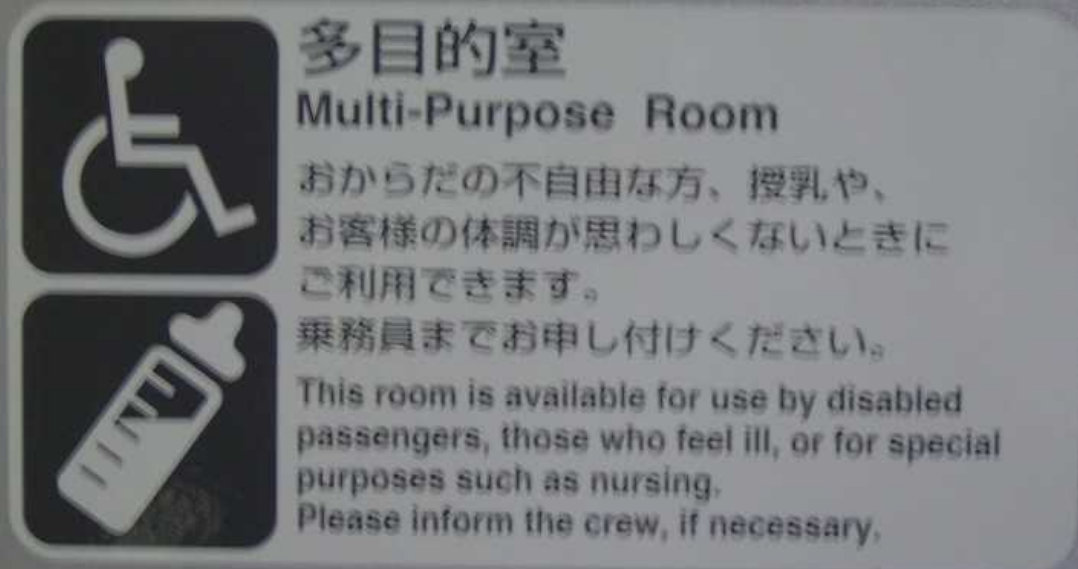 多目的室
Multi-Purpose Room
おからだの不自由な方、授乳や、
お客様の体調が思わしくないときに
ご利用できます。
乗務員までお申し付けください。
This room is available for use by disabled
passengers, those who feel ill, or for special
purposes such as nursing.
Please inform the crew, if necessary.